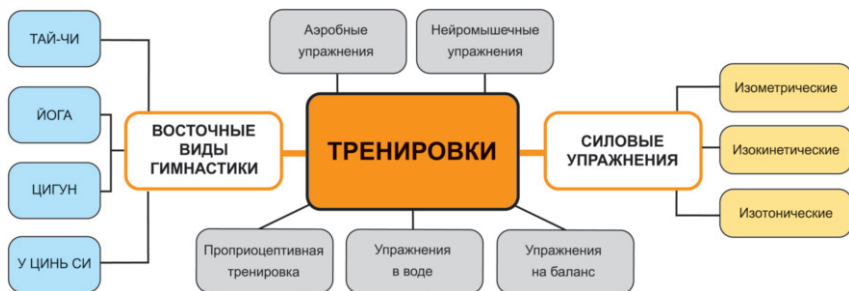 ТАЙ-ЧИ
ЙОГА
ЦИГУН
У ЦИНЬ СИ
ВОСТОЧНЫЕ
ВИДЫ
ГИМНАСТИКИ
Аэробные
упражнения
Нейромышечные
упражнения
ТРЕНИРОВКИ
Проприоцептивная
тренировка
Упражнения
в воде
Упражнения
на баланс
СИЛОВЫЕ
УПРАЖНЕНИЯ
Изометрические
Изокинетические
Изотонические